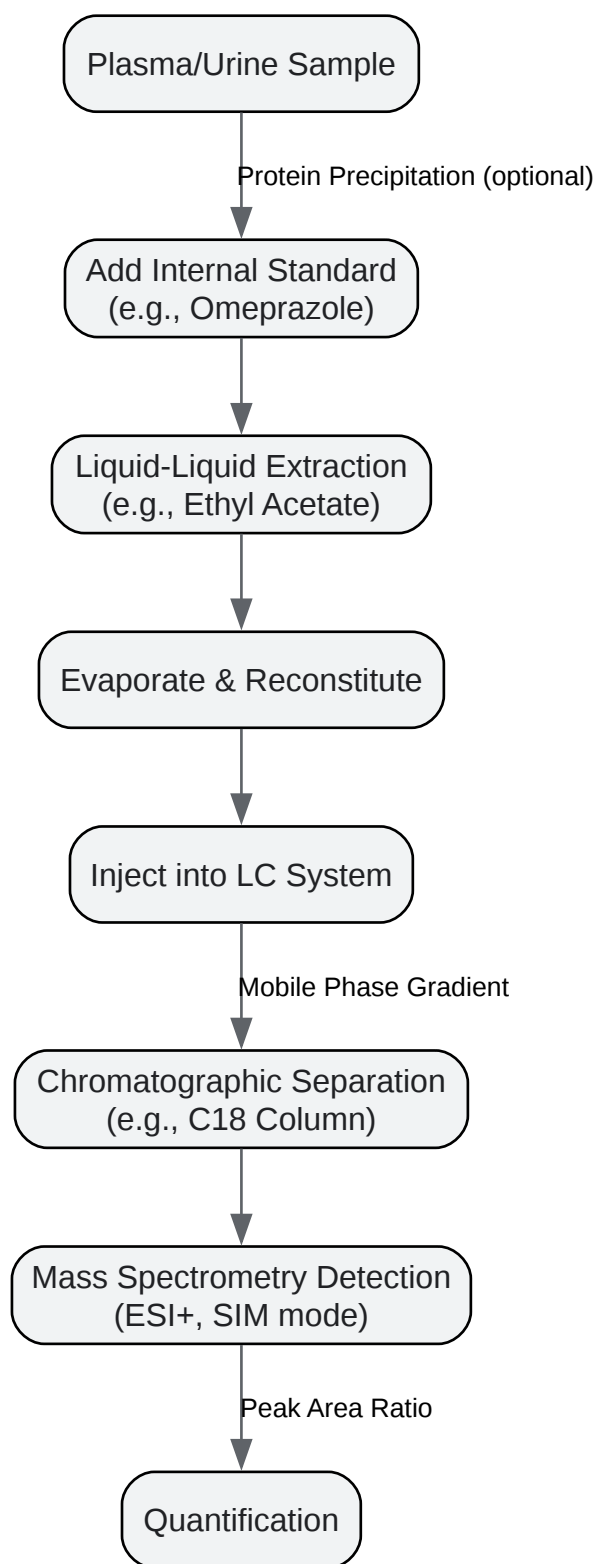 Plasma/Urine Sample
Protein Precipitation (optional)
Add Internal Standard
(e.g., Omeprazole)
Liquid-Liquid Extraction
(e.g., Ethyl Acetate)
Evaporate & Reconstitute
Inject into LC System
Mobile Phase Gradient
Chromatographic Separation
(e.g., C18 Column)
Mass Spectrometry Detection
(ESI+, SIM mode)
Peak Area Ratio
Quantification